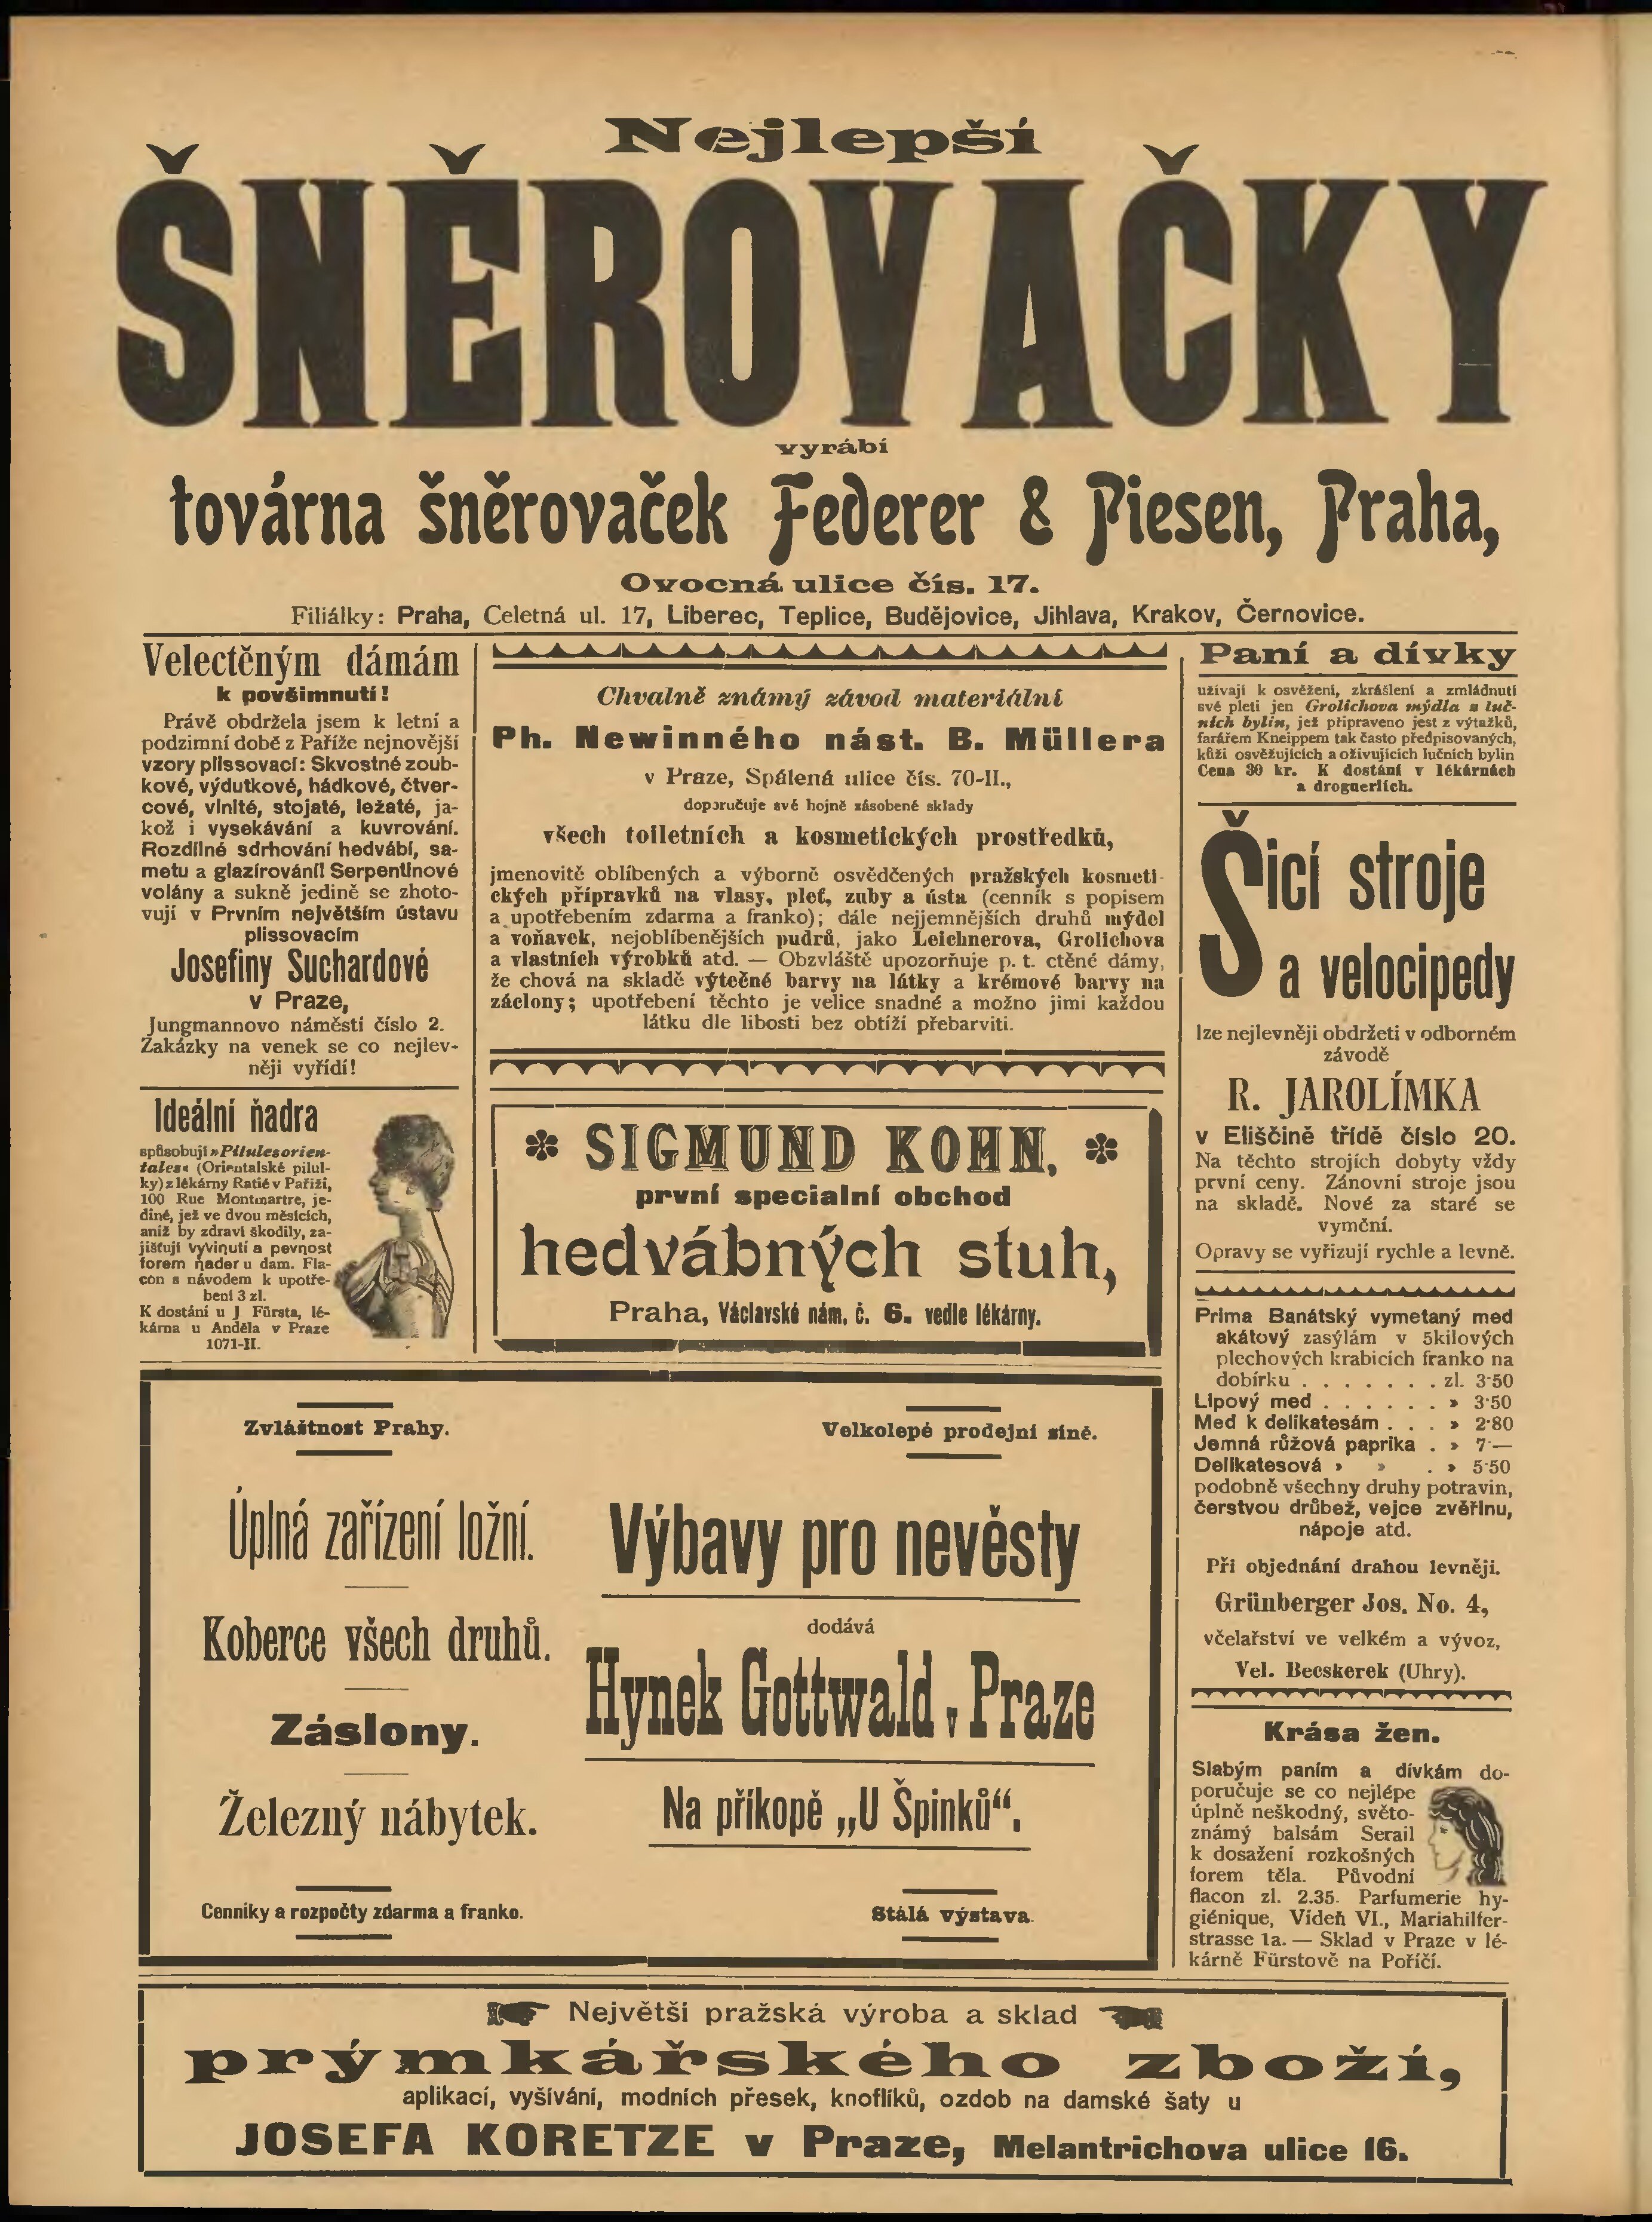 Nejlepší
ŠNĚROVAČKY
vyrábí
továrna šněrovaček Federer & Piesen, Praha,
Ovocná ulice čís. 17.
Filiálky: Praha, Celetná ul. 17, Liberec, Teplice, Budějovice, Jihlava, Krakov, Černovice.
Velectěným dámám
k povšimnutí!
Právě obdržela jsem k letní a
podzimní době z Paříže nejnovější
vzory plissovací: Skvostné zoub-
kové, výdutkové, hádkové, čtver-
cové, vlnité, stojaté, ležaté, ja-
kož i vysekávání a kuvrování.
Rozdílné sdrhování hedvábí, sa-
metu a glazírování! Serpentinové
volány a sukně jedině se zhoto-
vují v Prvním největším ústavu
plissovacím
Josefiny Suchardové
v Praze,
Jungmannovo náměstí číslo 2.
Zakázky na venek se co nejlev-
něji vyřídí!
Ideální ňadra
způsobují »Pilules orien-
tales« (Orientalské pilul-
ky) z lékárny Ratié v Paříži,
100 Rue Montmartre, je-
diné, jež ve dvou měsících,
aniž by zdraví škodily, za-
jišťují vyvinutí a pevnost
forem ňader u dam. Fla-
con s návodem k upotře-
bení 3 zl.
K dostání u J Fürsta, lé-
kárna u Anděla v Praze
1071-II.
Chvalně známý závod materiální
Ph. Newinného nást. B. Müllera
v Praze, Spálená ulice čís. 70-II.,
doporučuje své hojně zásobené sklady
všech toiletních a kosmetických prostředků,
jmenovitě oblíbených a výborně osvědčených pražských kosmeti-
ckých přípravků na vlasy, pleť, zuby a ústa (cenník s popisem
a upotřebením zdarma a franko); dále nejjemnějších druhů mýdel
a voňavek, nejoblíbenějších pudrů, jako Leichnerova, Grolichova
a vlastních výrobků atd. — Obzvláště upozorňuje p. t. ctěné dámy,
že chová na skladě výtečné barvy na látky a krémové barvy na
záclony; upotřebení těchto je velice snadné a možno jimi každou
látku dle libosti bez obtíží přebarviti.
SIGMUND KOHN,
první specialní obchod
hedvábných stuh,
Praha, Václavské nám. č. 6. vedle lékárny.
Paní a dívky
užívají k osvěžení, zkrášlení a zmládnutí
své pleti jen Grolichova mýdla z luč-
ních bylin, jež připraveno jest z výtažků,
farářem Kneippem tak často předpisovaných,
kůži osvěžujících a oživujících lučních bylin
Cena 30 kr. K dostání v lékárnách
a drogueriích.
Šicí stroje
a velocipedy
lze nejlevněji obdržeti v odborném
závodě
R. JAROLÍMKA
v Eliščině třídě číslo 20.
Na těchto strojích dobyty vždy
první ceny. Zánovní stroje jsou
na skladě. Nové za staré se
vymění.
Opravy se vyřizují rychle a levně.
Prima Banátský vymetaný med
akátový zasýlám v 5kilových
plechových krabicích franko na
dobírku . . . . . . . zl. 3·50
Lipový med . . . . . . » 3·50
Med k delikatesám . . . » 2·80
Jemná růžová paprika . » 7·—
Delikatesová » » . » 5·50
podobně všechny druhy potravin,
čerstvou drůbež, vejce zvěřinu,
nápoje atd.
Při objednání drahou levněji.
Grünberger Jos. No. 4,
včelařství ve velkém a vývoz,
Vel. Becskerek (Uhry).
Krása žen.
Slabým paním a dívkám do-
poručuje se co nejlépe
úplně neškodný, světo-
známý balsám Serail
k dosažení rozkošných
forem těla. Původní
flacon zl. 2.35. Parfumerie hy-
giénique, Vídeň VI., Mariahilfer-
strasse 1a. — Sklad v Praze v lé-
kárně Fürstově na Poříčí.
Zvláštnost Prahy.
Úplná zařízení ložní.
Koberce všech druhů.
Záslony.
Železný nábytek.
Cenníky a rozpočty zdarma a franko.
Velkolepé prodejní síně.
Výbavy pro nevěsty
dodává
Hynek Gottwald v Praze
Na příkopě „U Špinků“.
Stálá výstava.
Největši pražská výroba a sklad
prýmkářského zboží,
aplikací, vyšívání, modních přesek, knoflíků, ozdob na damské šaty u
JOSEFA KORETZE v Praze, Melantrichova ulice 16.